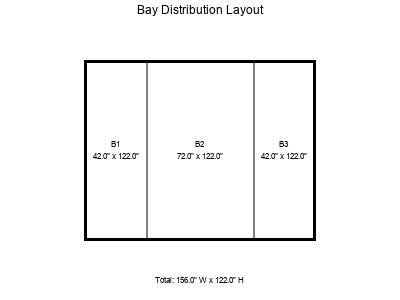 Bay Distribution Layout
B1
42.0" x 122.0"
B2
72.0" x 122.0"
B3
42.0" x 122.0"
Total: 156.0" W x 122.0" H